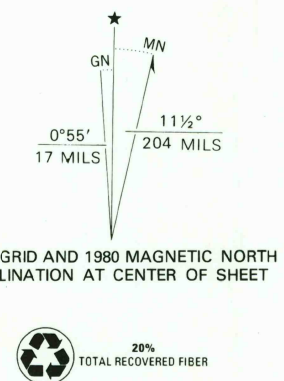 ★
MN
GN
0°55′
17 MILS
11½°
204 MILS
GRID AND 1980 MAGNETIC NORTH
LINATION AT CENTER OF SHEET
20%
TOTAL RECOVERED FIBER